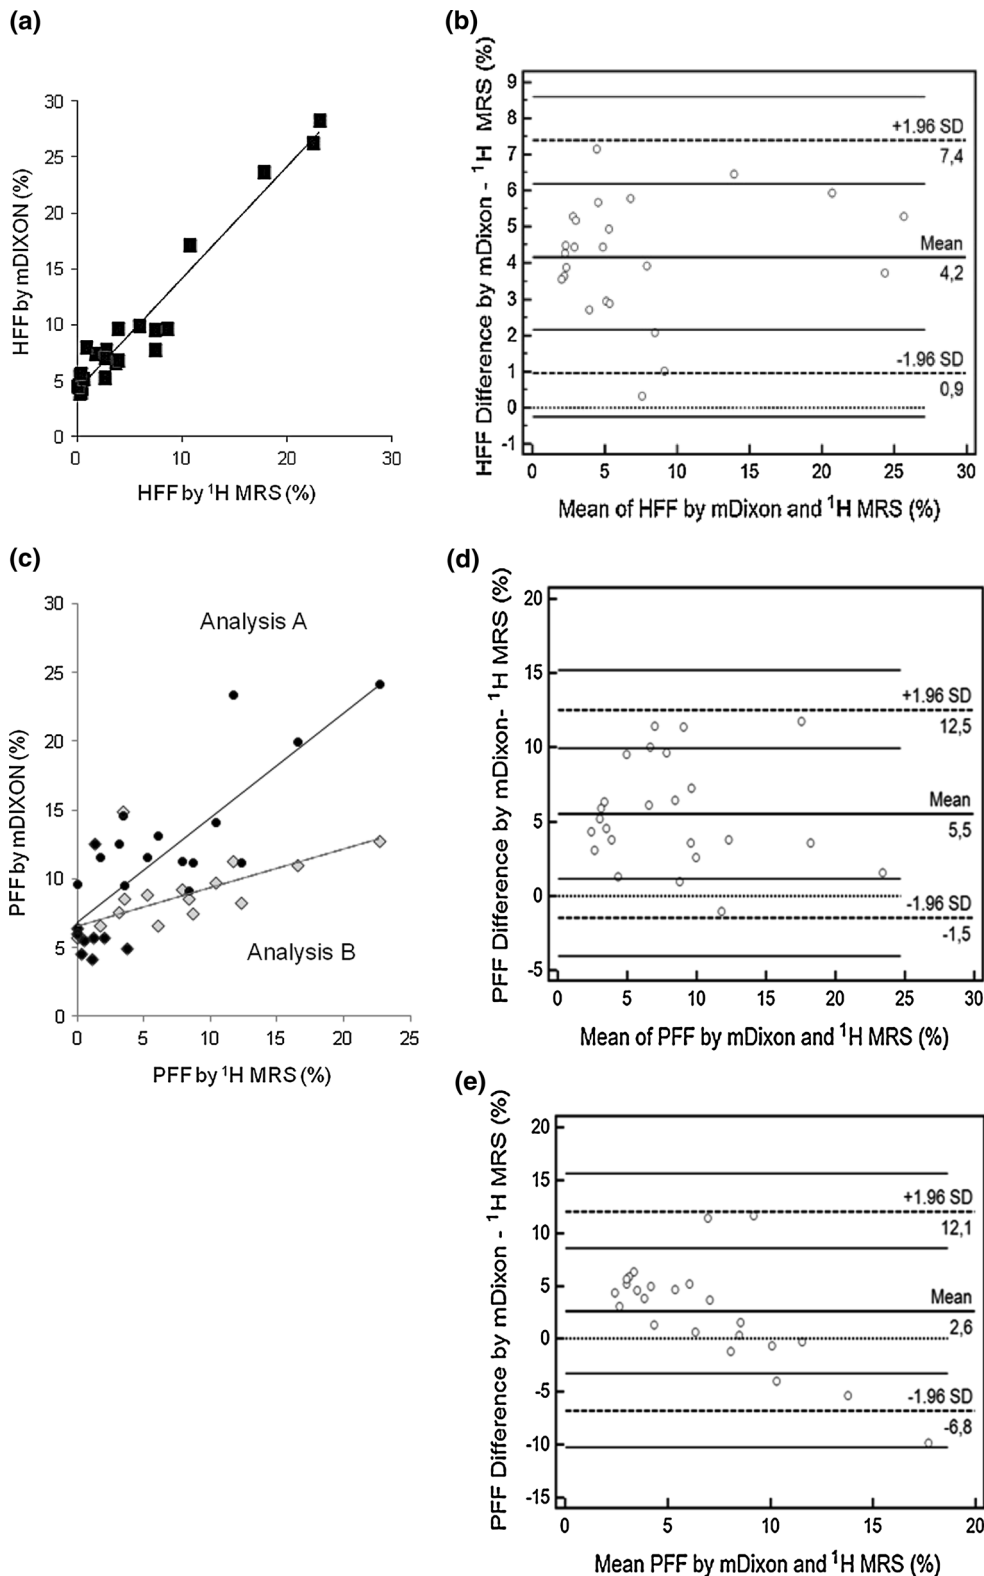 (a)
30
25
20
15
10
5
0
0 10 20 30
HFF by mDIXON (%)
HFF by ¹H MRS (%)
(b)
9
8
7
6
5
4
3
2
1
0
-1
0 5 10 15 20 25 30
HFF Difference by mDixon - ¹H MRS (%)
+1.96 SD
7,4
Mean
4,2
-1.96 SD
0,9
Mean of HFF by mDixon and ¹H MRS (%)
(c)
30
25
20
15
10
5
0
0 5 10 15 20 25
PFF by mDIXON (%)
Analysis A
Analysis B
PFF by ¹H MRS (%)
(d)
20
15
10
5
0
-5
0 5 10 15 20 25 30
PFF Difference by mDixon- ¹H MRS (%)
+1.96 SD
12,5
Mean
5,5
-1.96 SD
-1,5
Mean of PFF by mDixon and ¹H MRS (%)
(e)
20
15
10
5
0
-5
-10
-15
0 5 10 15 20
PFF Difference by mDixon - ¹H MRS (%)
+1.96 SD
12,1
Mean
2,6
-1.96 SD
-6,8
Mean PFF by mDixon and ¹H MRS (%)